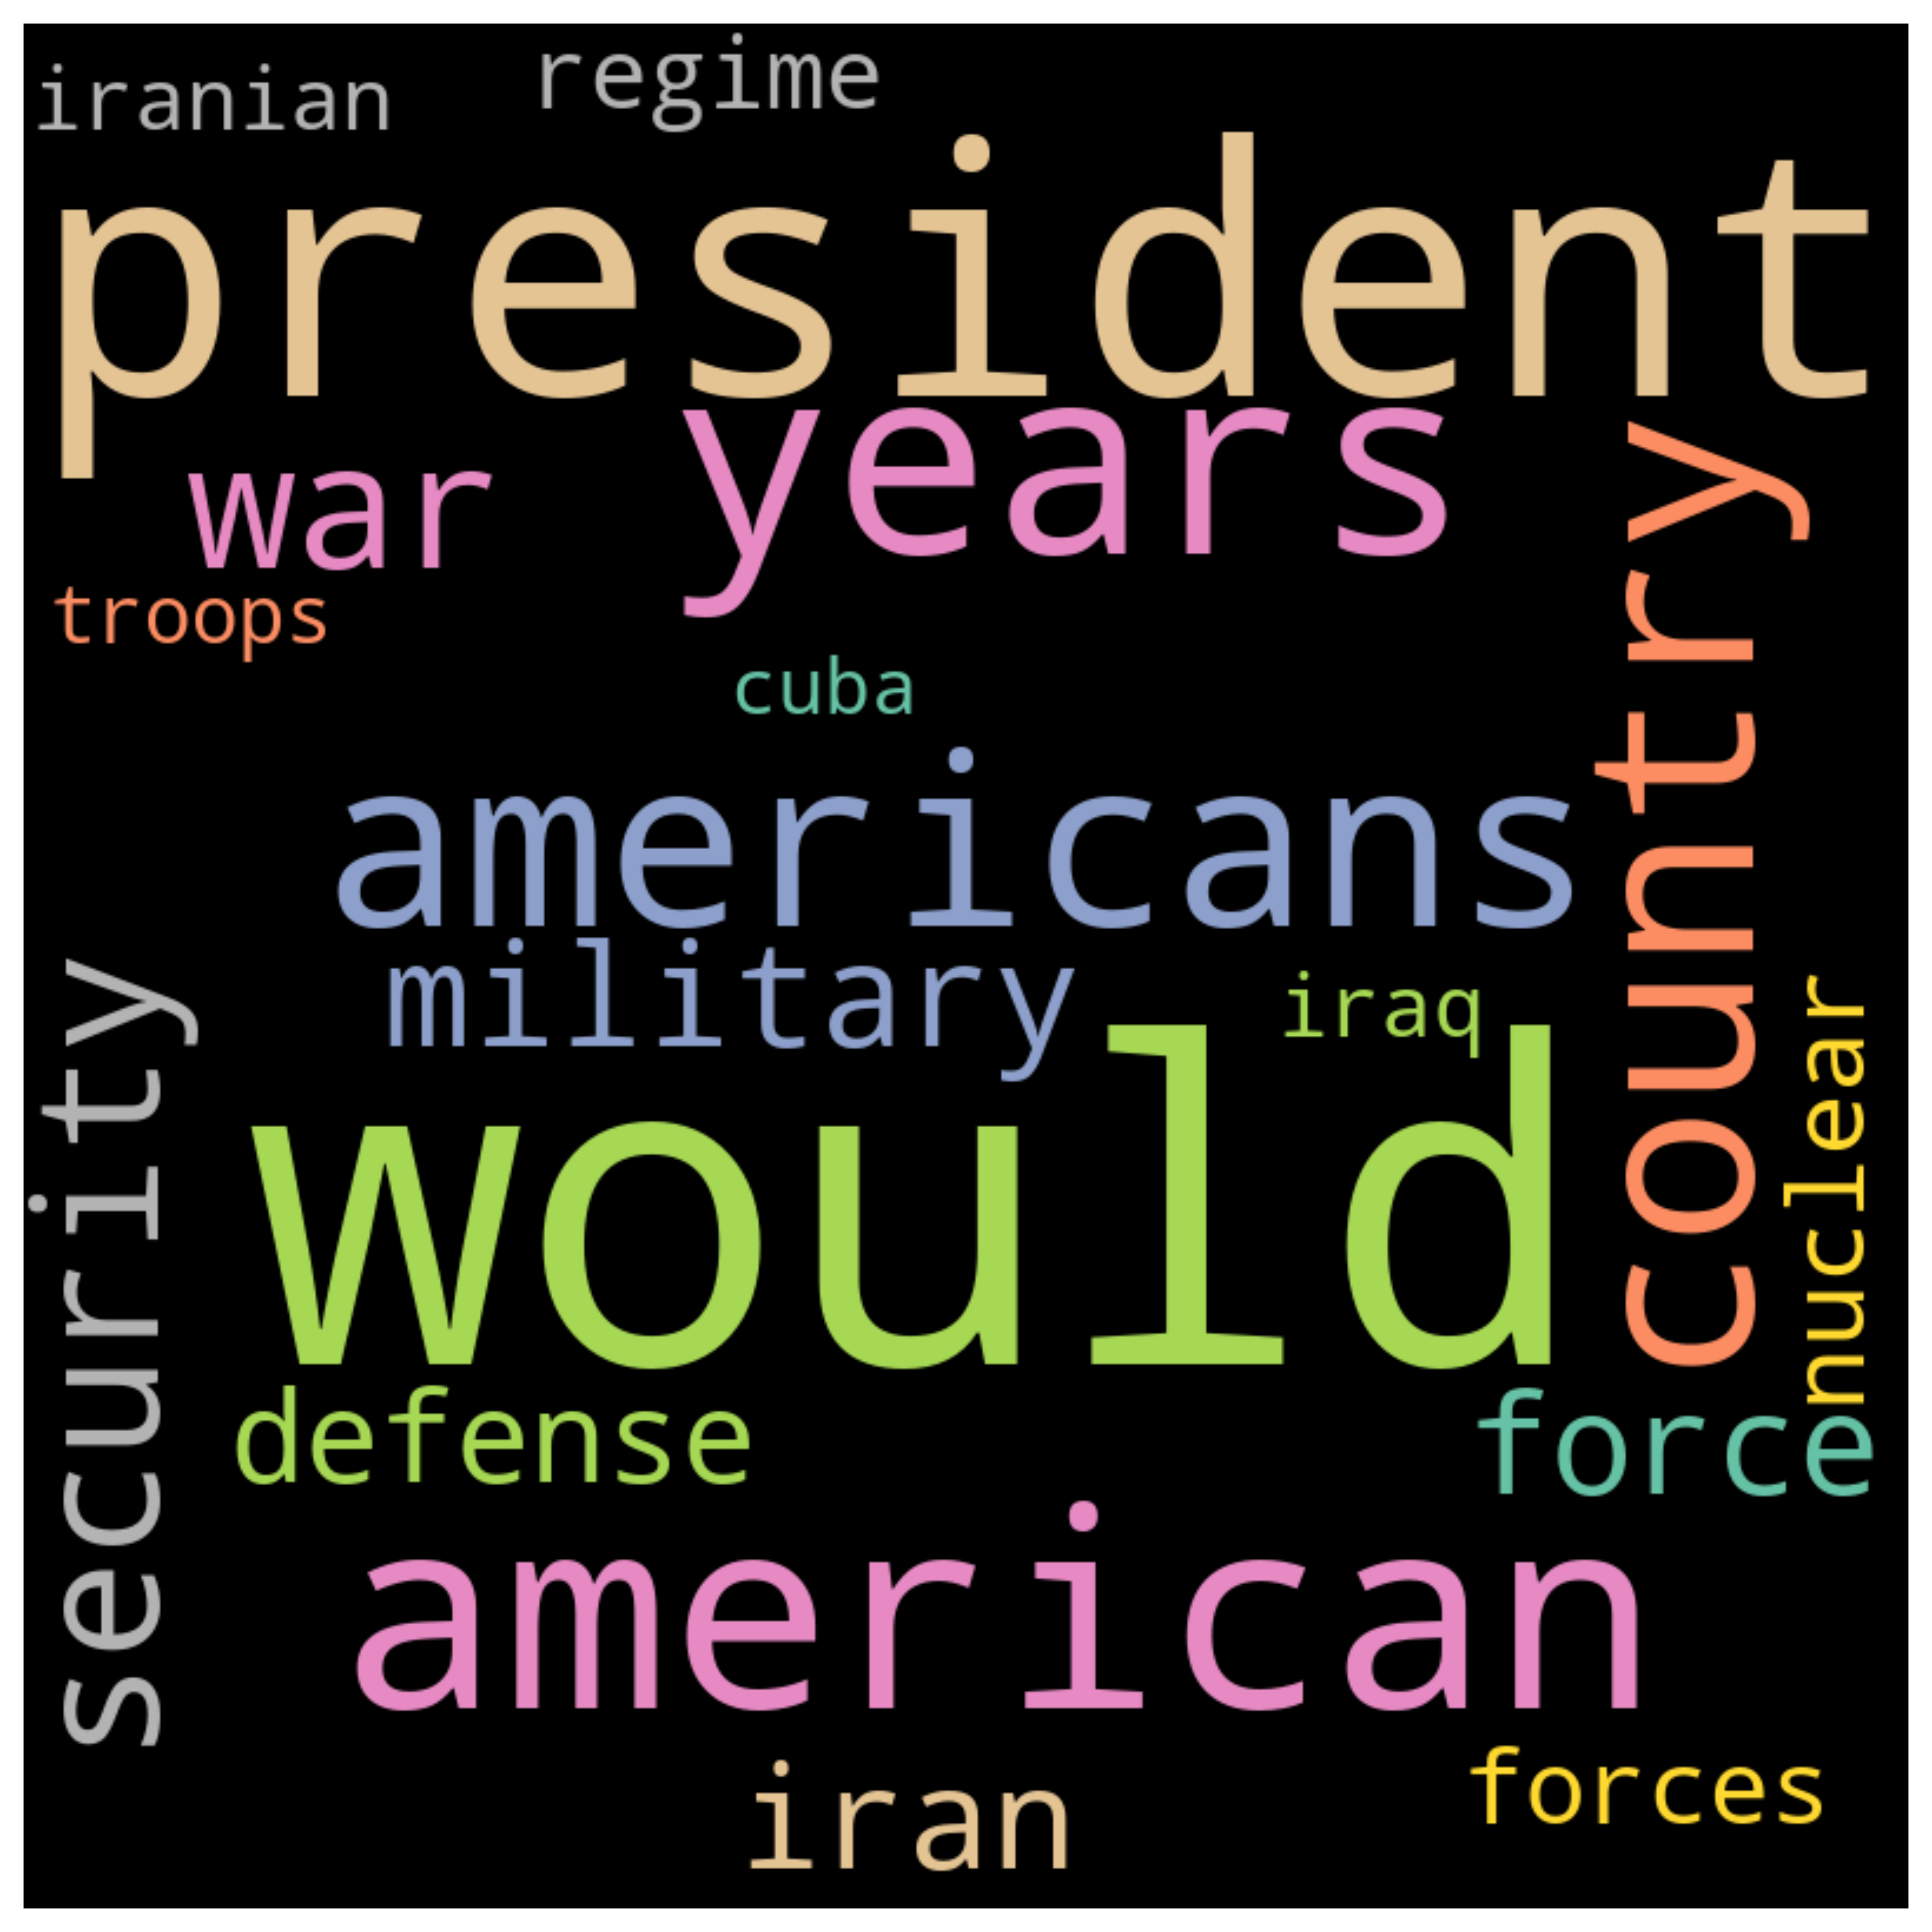 iranian
regime
president
years
war
troops
country
cuba
americans
military
iraq
security
nuclear
would
defense
force
american
forces
iran